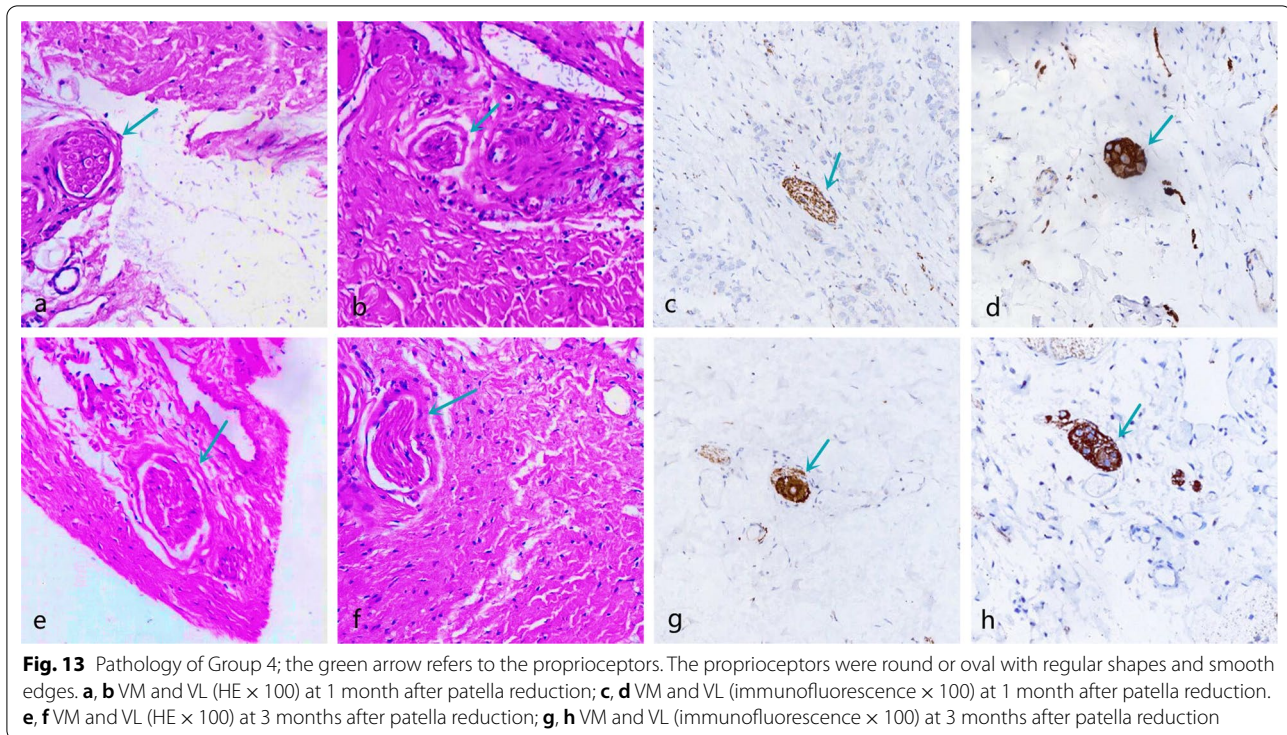 a
b
c
d
e
f
g
h
Fig. 13 Pathology of Group 4; the green arrow refers to the proprioceptors. The proprioceptors were round or oval with regular shapes and smooth
edges. a, b VM and VL (HE × 100) at 1 month after patella reduction; c, d VM and VL (immunofluorescence × 100) at 1 month after patella reduction.
e, f VM and VL (HE × 100) at 3 months after patella reduction; g, h VM and VL (immunofluorescence × 100) at 3 months after patella reduction